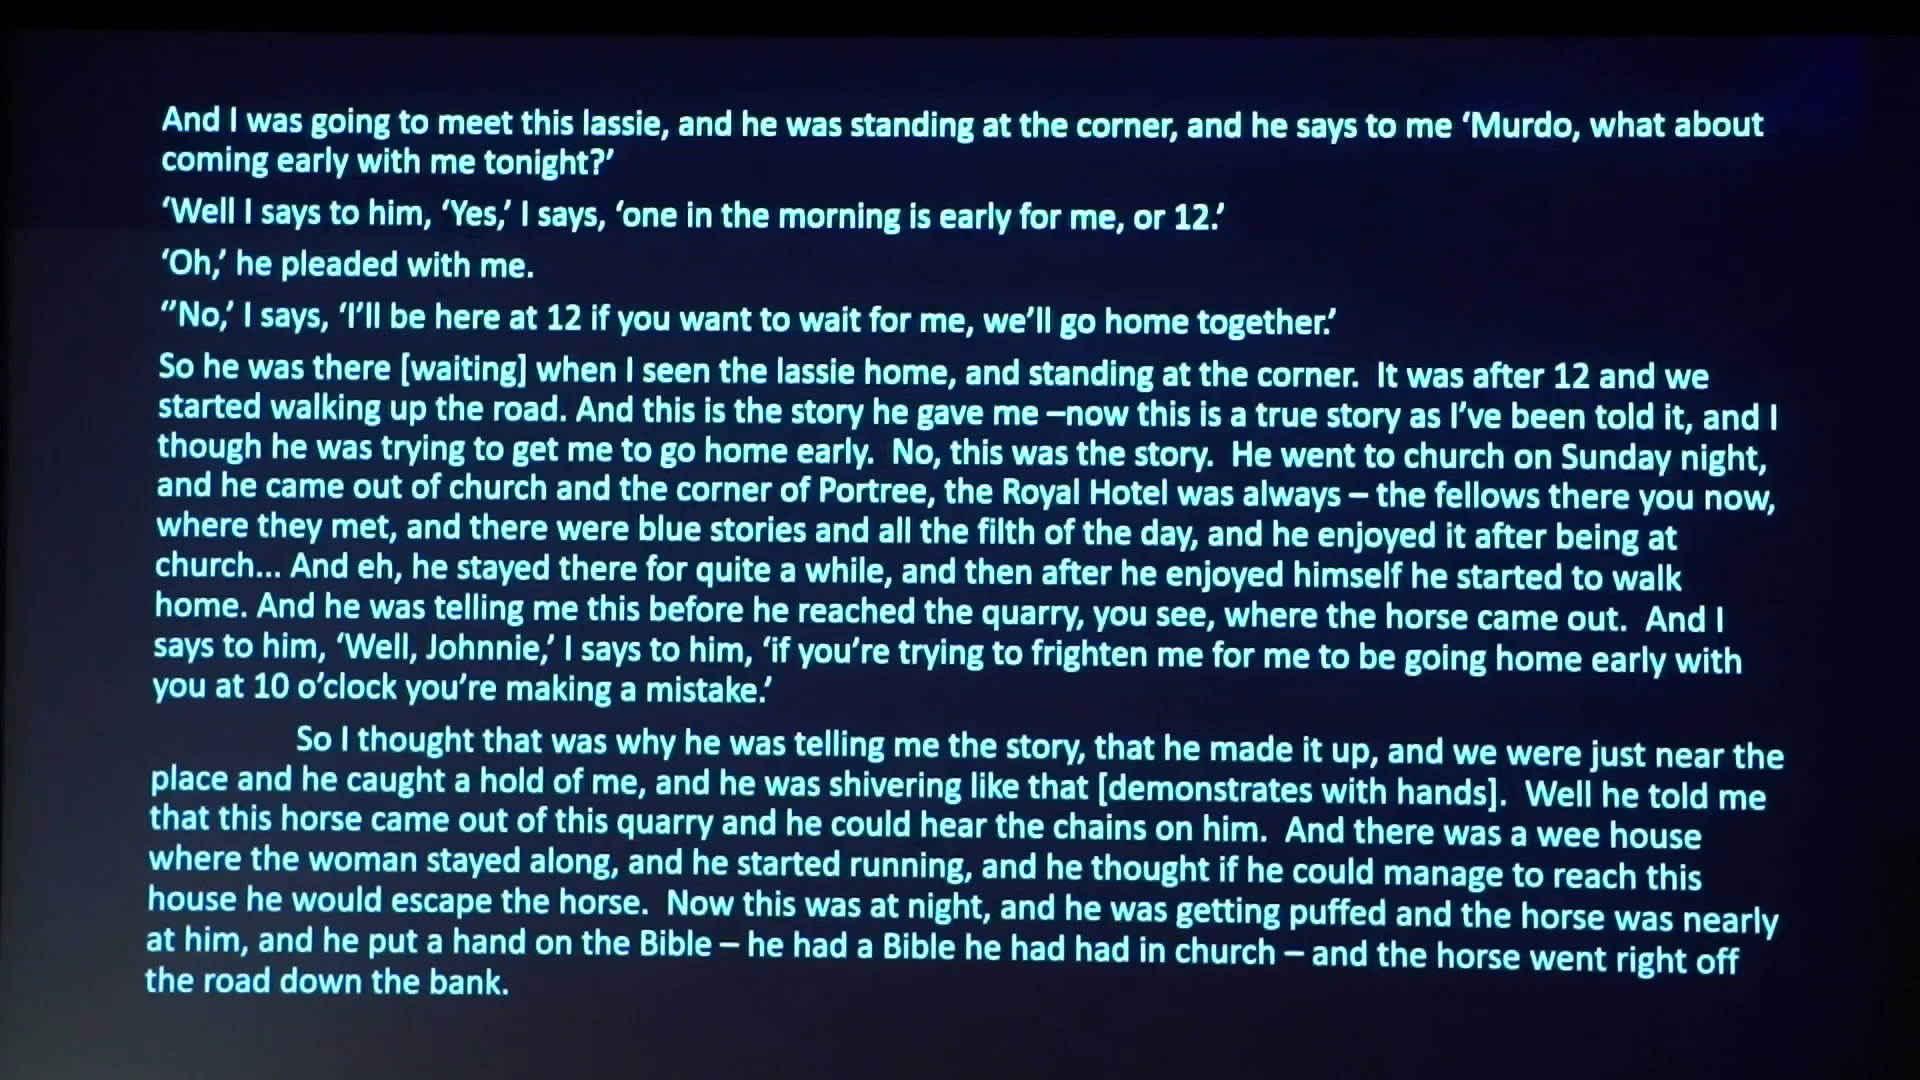 And I was going to meet this lassie, and he was standing at the corner, and he says to me ‘Murdo, what about
coming early with me tonight?’
‘Well I says to him, ‘Yes,’ I says, ‘one in the morning is early for me, or 12.’
‘Oh,’ he pleaded with me.
‘’No,’ I says, ‘I’ll be here at 12 if you want to wait for me, we’ll go home together.’
So he was there [waiting] when I seen the lassie home, and standing at the corner.  It was after 12 and we
started walking up the road. And this is the story he gave me –now this is a true story as I’ve been told it, and I
though he was trying to get me to go home early.  No, this was the story.  He went to church on Sunday night,
and he came out of church and the corner of Portree, the Royal Hotel was always – the fellows there you now,
where they met, and there were blue stories and all the filth of the day, and he enjoyed it after being at
church... And eh, he stayed there for quite a while, and then after he enjoyed himself he started to walk
home. And he was telling me this before he reached the quarry, you see, where the horse came out.  And I
says to him, ‘Well, Johnnie,’ I says to him, ‘if you’re trying to frighten me for me to be going home early with
you at 10 o’clock you’re making a mistake.’
So I thought that was why he was telling me the story, that he made it up, and we were just near the
place and he caught a hold of me, and he was shivering like that [demonstrates with hands].  Well he told me
that this horse came out of this quarry and he could hear the chains on him.  And there was a wee house
where the woman stayed along, and he started running, and he thought if he could manage to reach this
house he would escape the horse.  Now this was at night, and he was getting puffed and the horse was nearly
at him, and he put a hand on the Bible – he had a Bible he had had in church – and the horse went right off
the road down the bank.